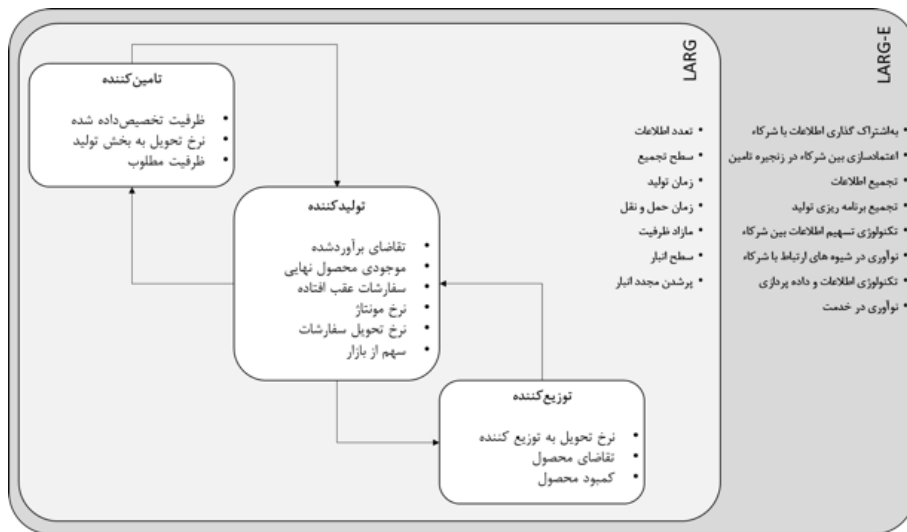 LARG-E
به‌اشتراک گذاری اطلاعات با شرکاء
اعتمادسازی بین شرکاء در زنجیره تامین
تجمیع اطلاعات
تجمیع برنامه ریزی تولید
تکنولوژی تسهیم اطلاعات بین شرکاء
نوآوری در شیوه های ارتباط با شرکاء
تکنولوژی اطلاعات و داده پردازی
نوآوری در خدمت
LARG
تعدد اطلاعات
سطح تجمیع
زمان تولید
زمان حمل و نقل
مازاد ظرفیت
سطح انبار
پرشدن مجدد انبار
تامین‌کننده
ظرفیت تخصیص‌داده شده
نرخ تحویل به بخش تولید
ظرفیت مطلوب
تولیدکننده
تقاضای برآوردشده
موجودی محصول نهایی
سفارشات عقب افتاده
نرخ مونتاژ
نرخ تحویل سفارشات
سهم از بازار
توزیع‌کننده
نرخ تحویل به توزیع کننده
تقاضای محصول
کمبود محصول